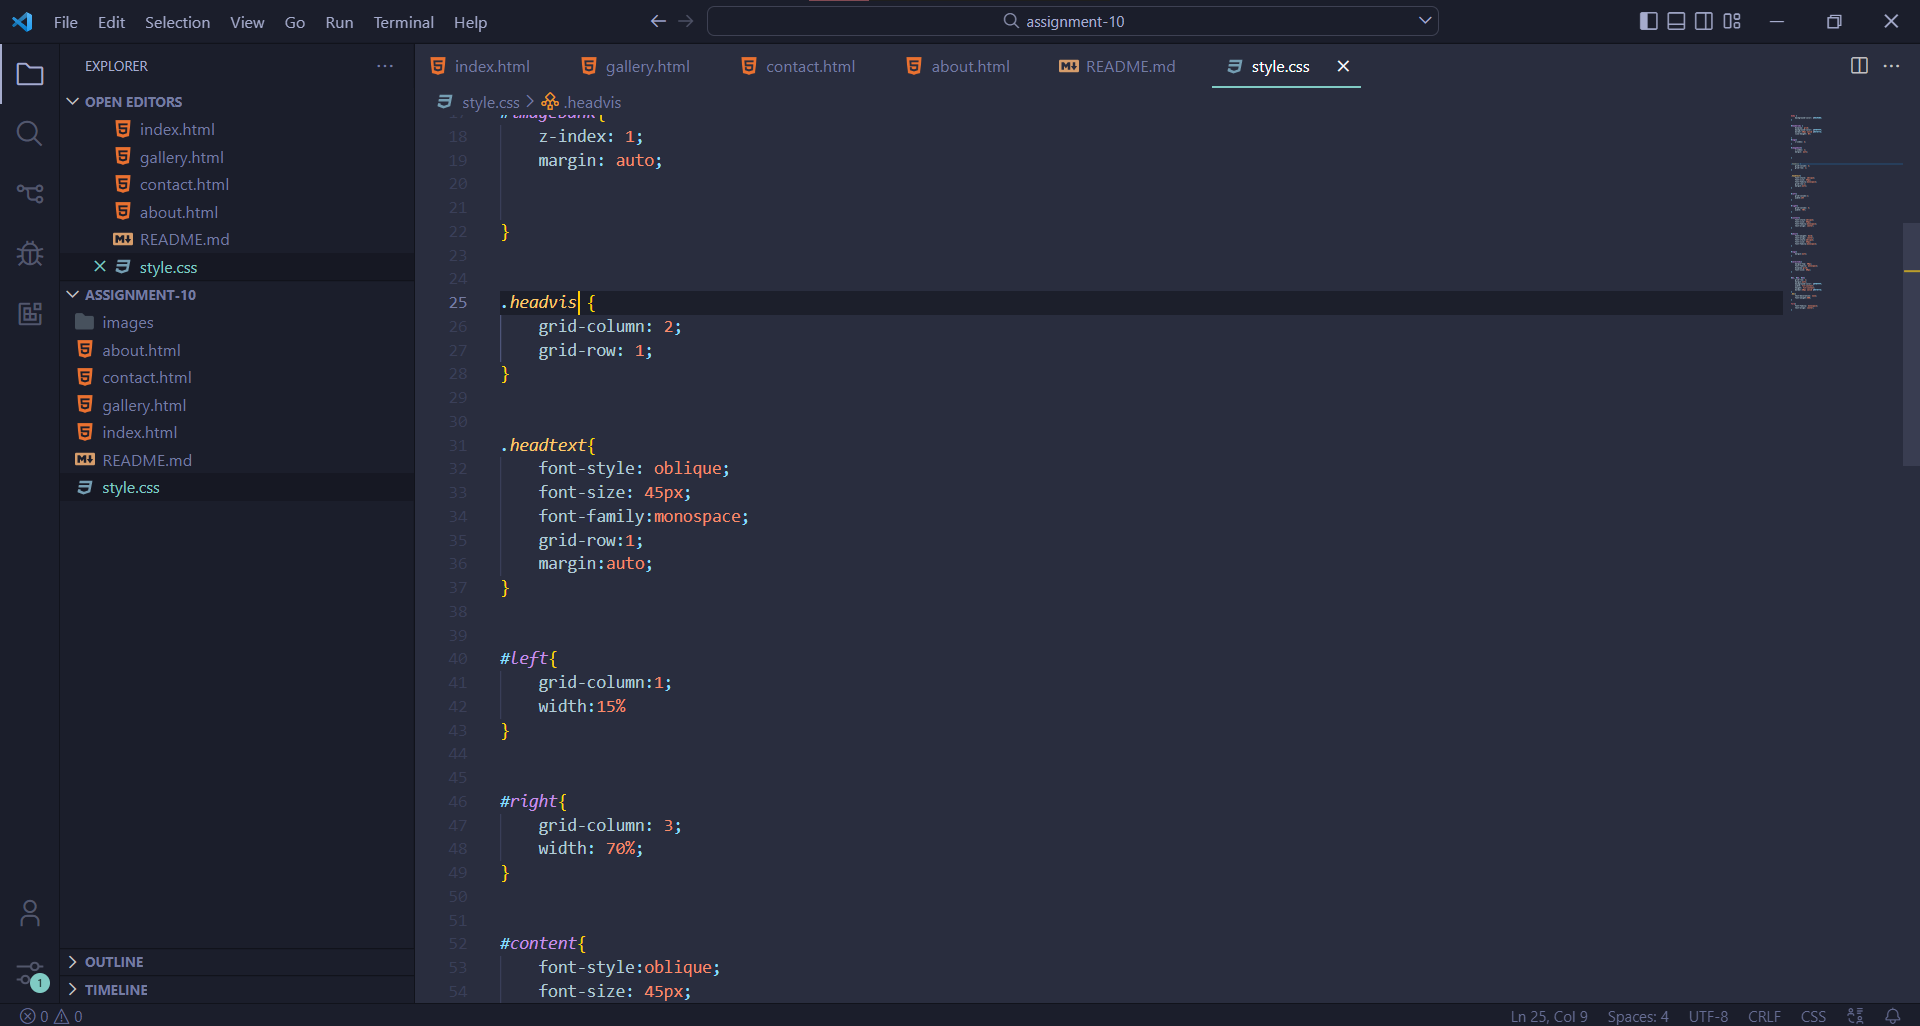 File Edit Selection View Go Run Terminal Help
assignment-10
EXPLORER
OPEN EDITORS
index.html
gallery.html
contact.html
about.html
README.md
style.css
ASSIGNMENT-10
images
about.html
contact.html
gallery.html
index.html
README.md
style.css
OUTLINE
TIMELINE
1
index.html gallery.html contact.html about.html README.md style.css
style.css > .headvis
17 #imagebank{
18 z-index: 1;
19 margin: auto;
20
21
22 }
23
24
25 .headvis {
26 grid-column: 2;
27 grid-row: 1;
28 }
29
30
31 .headtext{
32 font-style: oblique;
33 font-size: 45px;
34 font-family:monospace;
35 grid-row:1;
36 margin:auto;
37 }
38
39
40 #left{
41 grid-column:1;
42 width:15%
43 }
44
45
46 #right{
47 grid-column: 3;
48 width: 70%;
49 }
50
51
52 #content{
53 font-style:oblique;
54 font-size: 45px;
0 0
Ln 25, Col 9 Spaces: 4 UTF-8 CRLF CSS